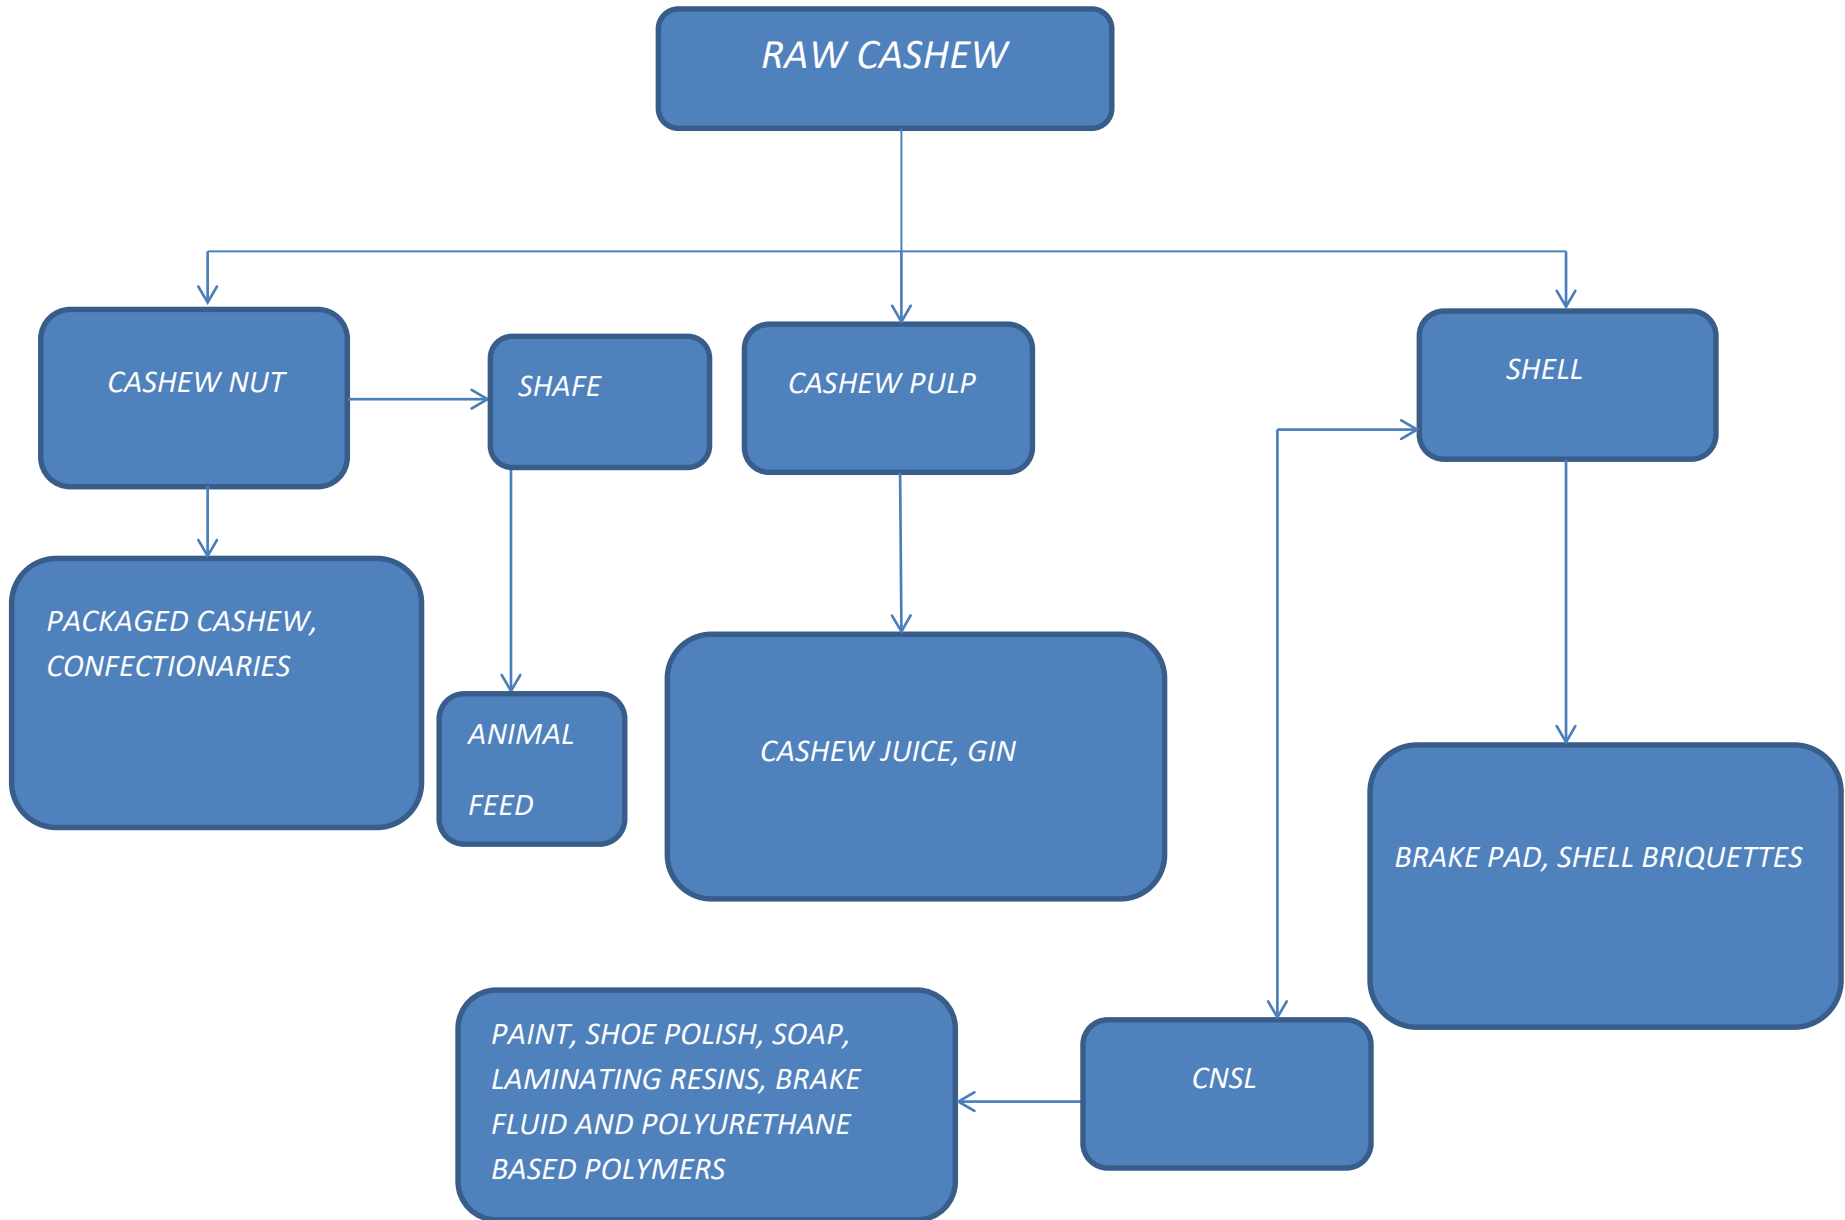 RAW CASHEW
CASHEW NUT
SHAFE
CASHEW PULP
SHELL
PACKAGED CASHEW,
CONFECTIONARIES
ANIMAL
FEED
CASHEW JUICE, GIN
BRAKE PAD, SHELL BRIQUETTES
PAINT, SHOE POLISH, SOAP,
LAMINATING RESINS, BRAKE
FLUID AND POLYURETHANE
BASED POLYMERS
CNSL